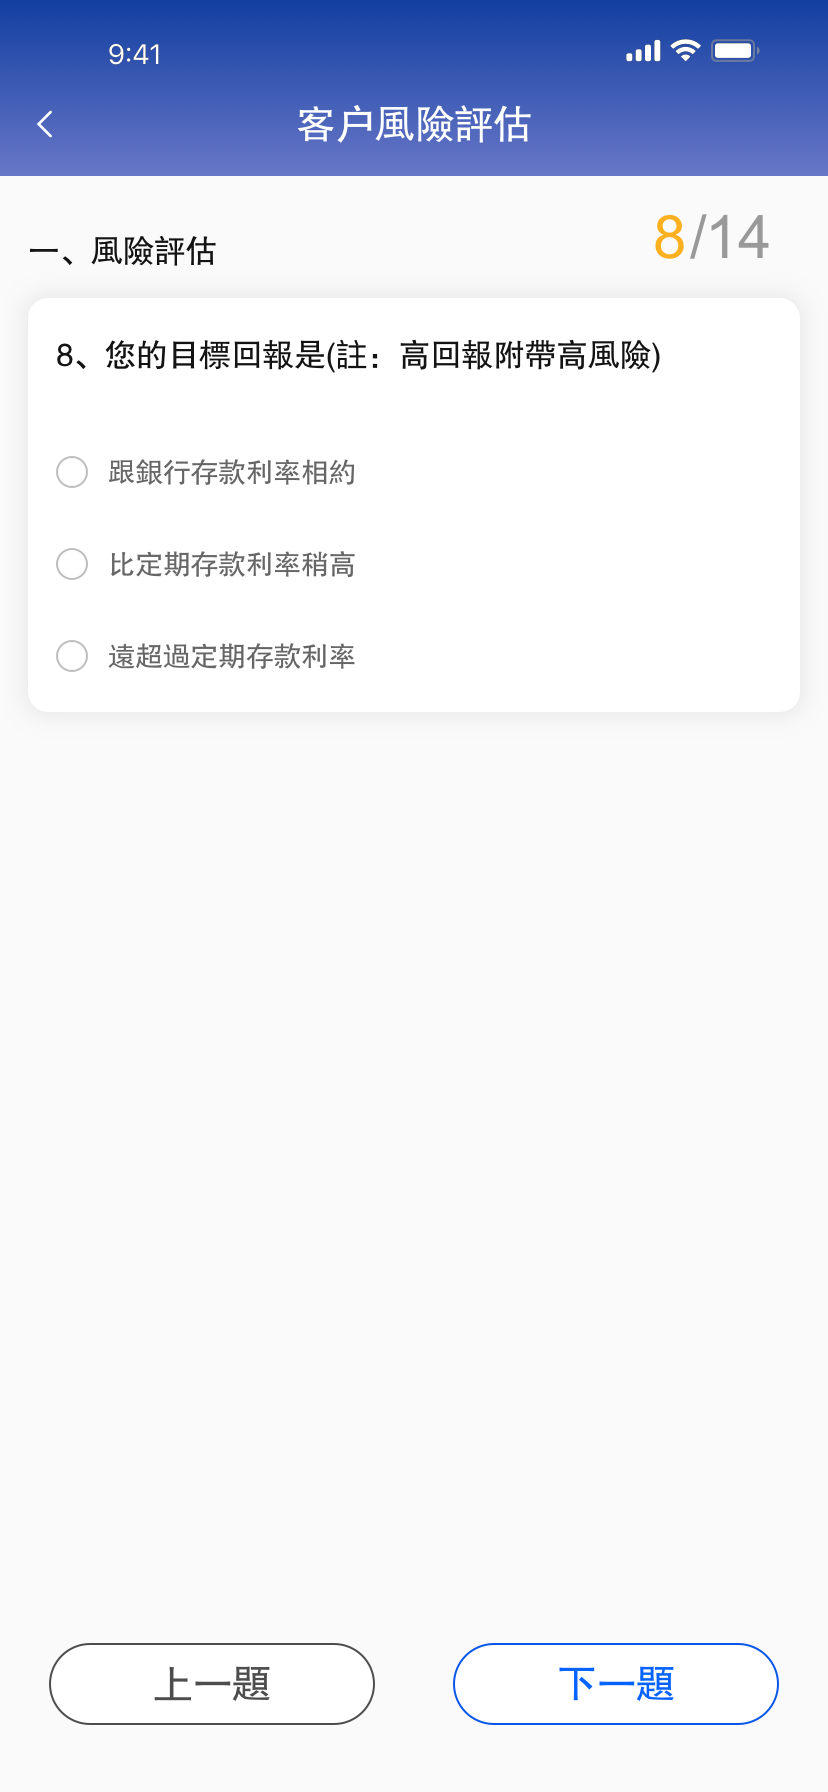 9:41
客户風險評估
一、風險評估
8/14
8、您的目標回報是(註：高回報附帶高風險)
跟銀行存款利率相約
比定期存款利率稍高
遠超過定期存款利率
上一題
下一題